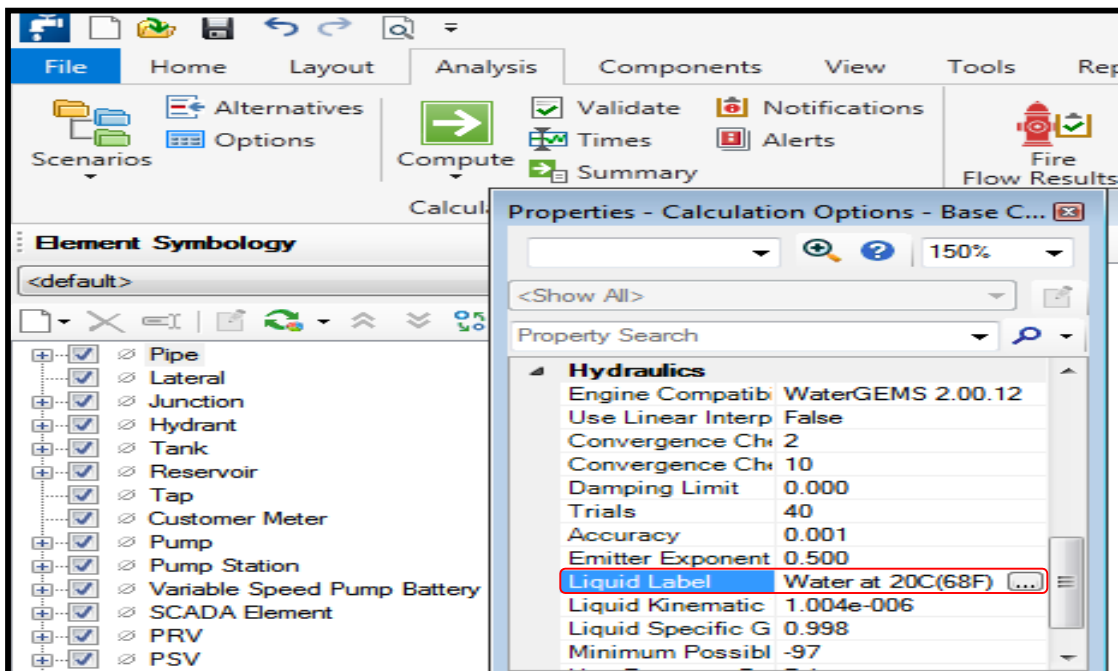 File Home Layout Analysis Components View Tools Rep
Alternatives
Options
Scenarios
Compute
Validate
Times
Summary
Notifications
Alerts
Fire
Flow Results
Calcul
Element Symbology
<default>
Pipe
Lateral
Junction
Hydrant
Tank
Reservoir
Tap
Customer Meter
Pump
Pump Station
Variable Speed Pump Battery
SCADA Element
PRV
PSV
Properties - Calculation Options - Base C...
150%
<Show All>
Property Search
Hydraulics
Engine Compatib WaterGEMS 2.00.12
Use Linear Interp False
Convergence Che 2
Convergence Che 10
Damping Limit 0.000
Trials 40
Accuracy 0.001
Emitter Exponent 0.500
Liquid Label Water at 20C(68F) ...
Liquid Kinematic 1.004e-006
Liquid Specific G 0.998
Minimum Possibl -97